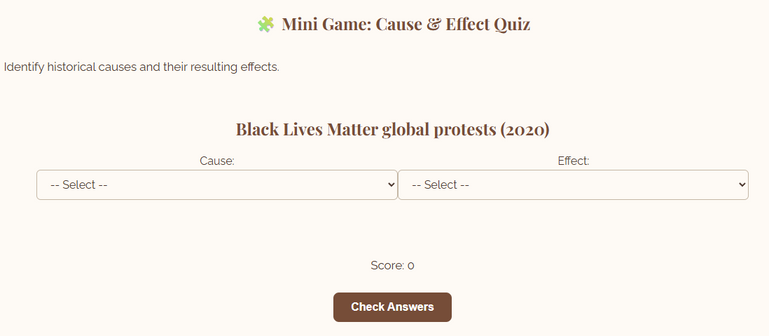 🧩 Mini Game: Cause & Effect Quiz
Identify historical causes and their resulting effects.
Black Lives Matter global protests (2020)
Cause: Effect:
-- Select -- -- Select --
Score: 0
Check Answers